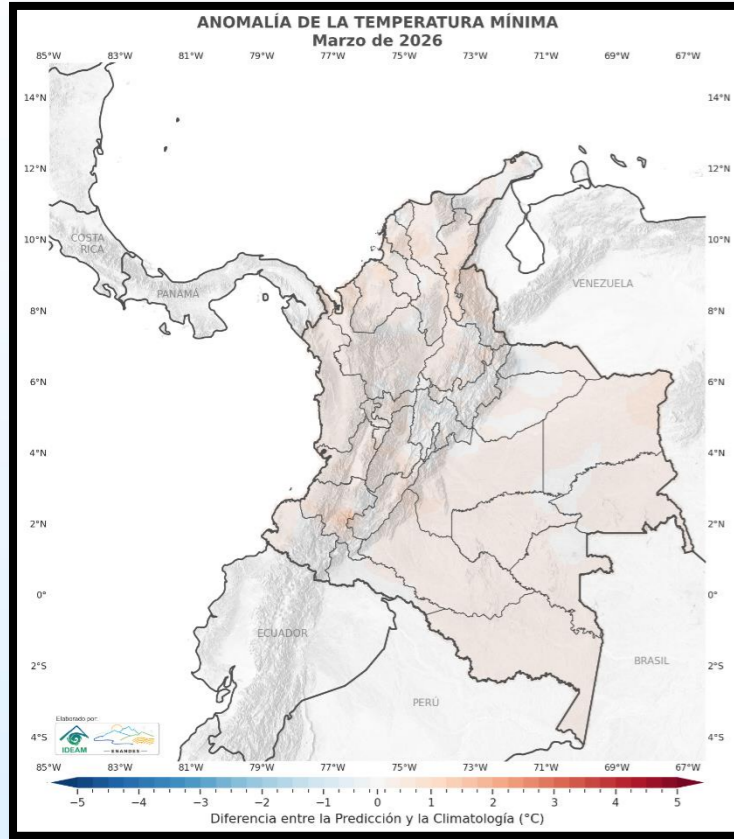 ANOMALÍA DE LA TEMPERATURA MÍNIMA
Marzo de 2026
85°W 83°W 81°W 79°W 77°W 75°W 73°W 71°W 69°W 67°W
14°N 14°N
12°N 12°N
10°N 10°N
COSTA
RICA
PANAMÁ
VENEZUELA
8°N 8°N
6°N 6°N
4°N 4°N
2°N 2°N
0° 0°
ECUADOR
BRASIL
2°S 2°S
PERÚ
4°S 4°S
Elaborado por:
IDEAM
ENANDES
85°W 83°W 81°W 79°W 77°W 75°W 73°W 71°W 69°W 67°W
−5 −4 −3 −2 −1 0 1 2 3 4 5
Diferencia entre la Predicción y la Climatología (°C)